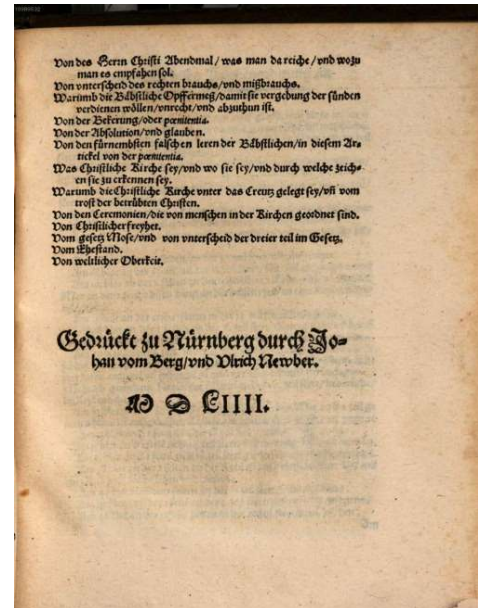 Von des Herrn Christi Abendmal / was man da reiche / vnd wozu
man es empfahen sol.
Von vnterscheid des rechten brauchs / vnd mißbrauchs.
Warumb die Bäbstliche Opffermeß / damit sie vergebung der sünden
verdienen wöllen / vnrecht / vnd abzuthun ist.
Von der Bekerung / oder pœnitentia.
Von der Absolution / vnd glauben.
Von den fürnembsten falschen leren der Bäbstlichen / in diesem Ar=
tickel von der pœnitentia.
Was Christliche Kirche sey / vnd wo sie sey / vnd durch welche zeich=
en sie zu erkennen sey.
Warumb die Christliche Kirche vnter das Creutz gelegt sey / vñ vom
trost der betrübten Christen.
Von den Ceremonien / die von menschen in der Kirchen geordnet sind.
Von Christlicher freyhet.
Vom gesetz Mose / vnd von vnterscheid der dreier teil im Gesetz.
Vom Ehestand.
Von weltlicher Oberkeit.
Gedrückt zu Nürnberg durch Jo=
han vom Berg / vnd Vlrich Newber.
M D LIIII.